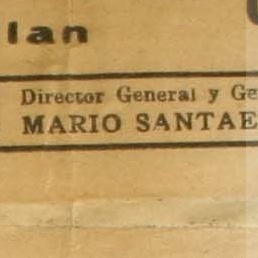 lan
Director General y Ge
MARIO SANTAE